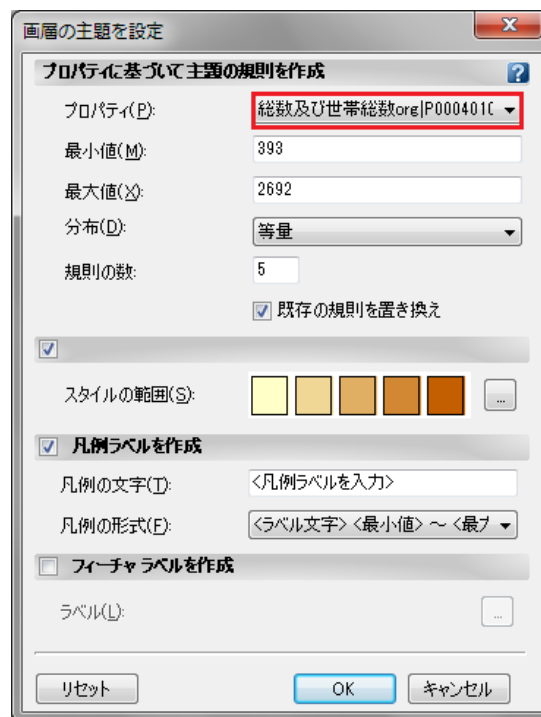 画層の主題を設定
プロパティに基づいて主題の規則を作成
プロパティ(P): 総数及び世帯総数org|P0004010
最小値(M): 393
最大値(X): 2692
分布(D): 等量
規則の数: 5
既存の規則を置き換え
スタイルの範囲(S): ...
凡例ラベルを作成
凡例の文字(T): <凡例ラベルを入力>
凡例の形式(F): <ラベル文字> <最小値> ～ <最
フィーチャ ラベルを作成
ラベル(L): ...
リセット OK キャンセル